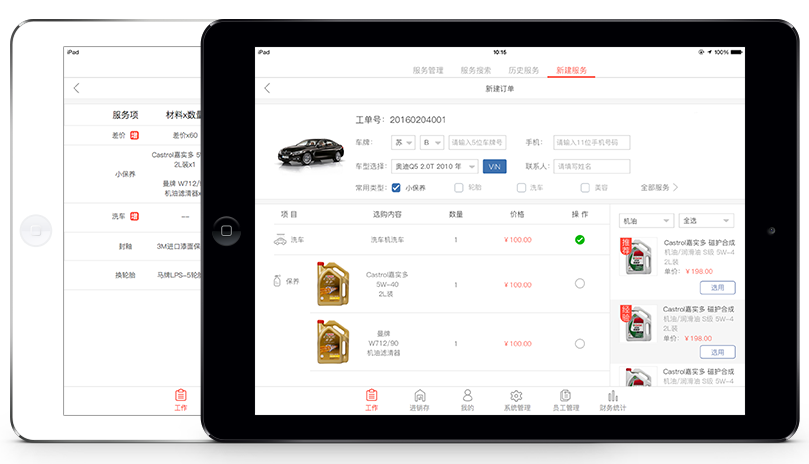 iPad
服务项 材料x数量
差价 增 差价x60
小保养 Castrol嘉实多 5
2L装x1
曼牌 W712/
机油滤清器x
洗车 增 --
封釉 3M进口漆面保
换轮胎 马牌LPS-5轮胎
工作
iPad 10:15 100%
服务管理 服务搜索 历史服务 新建服务
新建订单
工单号： 20160204001
车牌： 苏 B 请输入5位车牌号 手机： 请输入11位手机号码
车型选择： 奥迪Q5 2.0T 2010 年 VIN 联系人： 请填写姓名
常用类型： 小保养 轮胎 洗车 美容 全部服务
项 目 选购内容 数量 价格 操 作
洗车 洗车机洗车 1 ￥100.00
保养 Castrol嘉实多
5W-40
2L装
1 ￥100.00
曼牌
W712/90
机油滤清器
1 ￥100.00
机油 全选
推荐
Castrol嘉实多 磁护合成
机油/润滑油 S级 5W-4
2L装
单价： ￥198.00
选用
经验
Castrol嘉实多 磁护合成
机油/润滑油 S级 5W-4
2L装
单价： ￥198.00
选用
Castrol嘉实多 磁护合成
机油/润滑油 S级 5W-4
工作 进销存 我的 系统管理 员工管理 财务统计